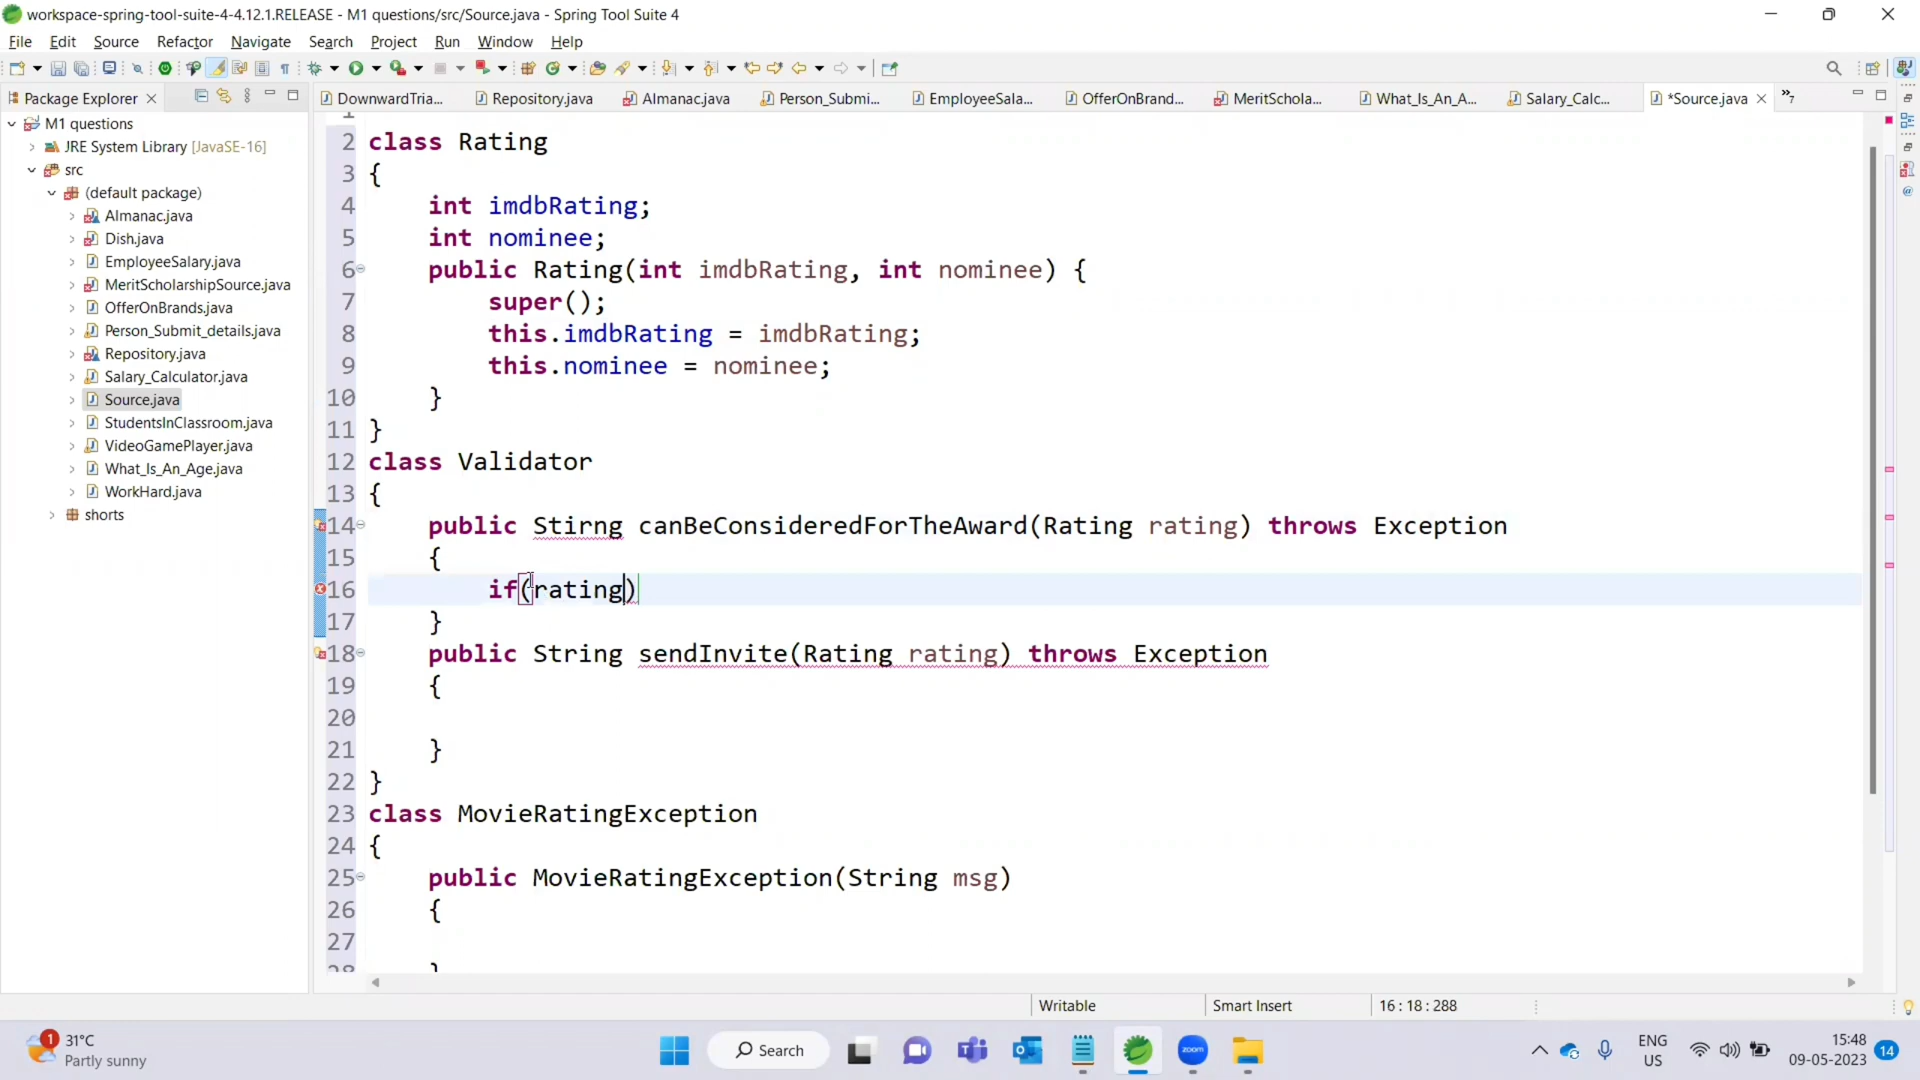 workspace-spring-tool-suite-4-4.12.1.RELEASE - M1 questions/src/Source.java - Spring Tool Suite 4
File Edit Source Refactor Navigate Search Project Run Window Help
Package Explorer
DownwardTria... Repository.java Almanac.java Person_Submi... EmployeeSala... OfferOnBrand... MeritSchola... What_Is_An_A... Salary_Calc... *Source.java »7
M1 questions
JRE System Library [JavaSE-16]
src
(default package)
Almanac.java
Dish.java
EmployeeSalary.java
MeritScholarshipSource.java
OfferOnBrands.java
Person_Submit_details.java
Repository.java
Salary_Calculator.java
Source.java
StudentsInClassroom.java
VideoGamePlayer.java
What_Is_An_Age.java
WorkHard.java
shorts
1
2 class Rating
3 {
4 int imdbRating;
5 int nominee;
6 public Rating(int imdbRating, int nominee) {
7 super();
8 this.imdbRating = imdbRating;
9 this.nominee = nominee;
10 }
11 }
12 class Validator
13 {
14 public Stirng canBeConsideredForTheAward(Rating rating) throws Exception
15 {
16 if(rating)
17 }
18 public String sendInvite(Rating rating) throws Exception
19 {
20
21 }
22 }
23 class MovieRatingException
24 {
25 public MovieRatingException(String msg)
26 {
27
28 }
Writable Smart Insert 16 : 18 : 288
1 31°C
Partly sunny
Search
zoom
ENG
US
15:48
09-05-2023
14